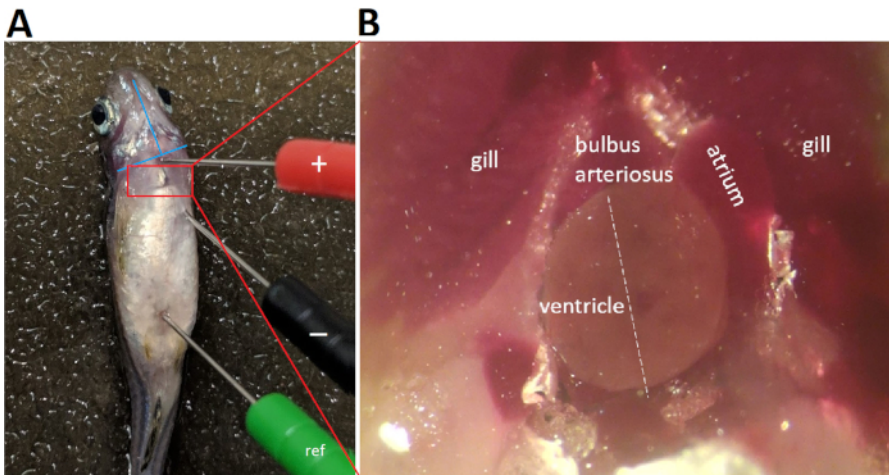 A
B
+
−
ref
gill
bulbus
arteriosus
atrium
gill
ventricle